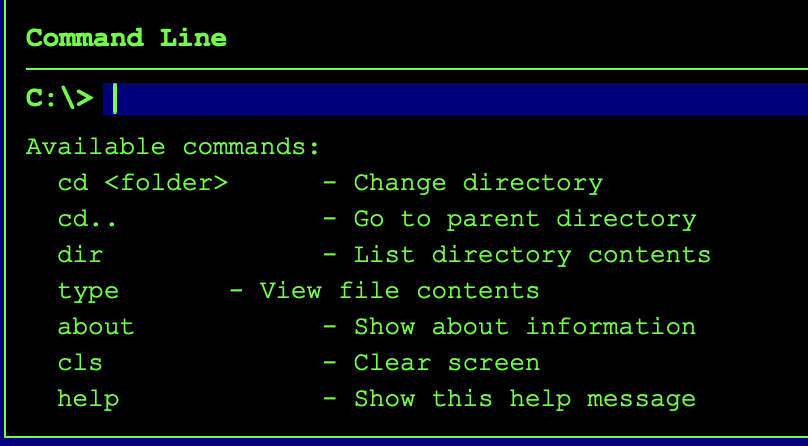 Command Line
C:\>
Available commands:
cd <folder> - Change directory
cd.. - Go to parent directory
dir - List directory contents
type - View file contents
about - Show about information
cls - Clear screen
help - Show this help message